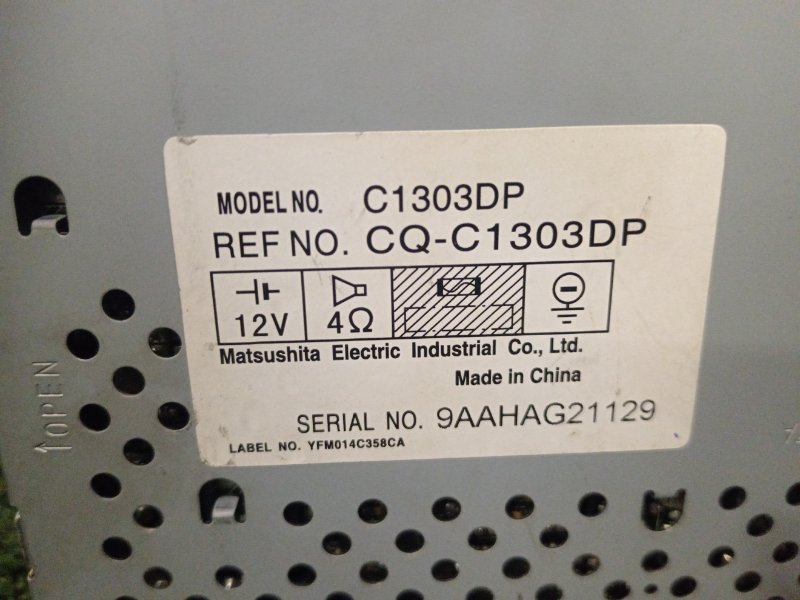 MODEL NO. C1303DP
REF NO. CQ-C1303DP
12V 4Ω
Matsushita Electric Industrial Co., Ltd.
Made in China
SERIAL NO. 9AAHAG21129
LABEL NO. YFM014C358CA
↑oPEN